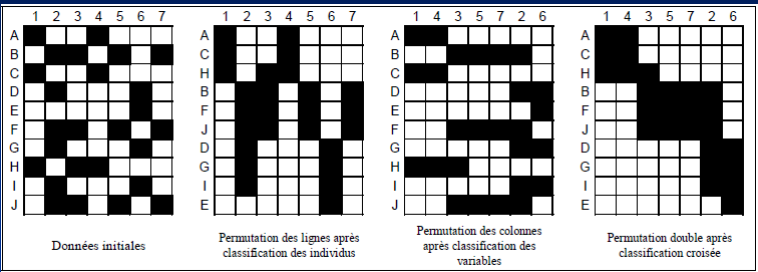 1 2 3 4 5 6 7
A
B
C
D
E
F
G
H
I
J
Données initiales
1 2 3 4 5 6 7
A
C
H
B
F
J
D
G
I
E
Permutation des lignes après
classification des individus
1 4 3 5 7 2 6
A
B
C
D
E
F
G
H
I
J
Permutation des colonnes
après classification des
variables
1 4 3 5 7 2 6
A
C
H
B
F
J
D
G
I
E
Permutation double après
classification croisée